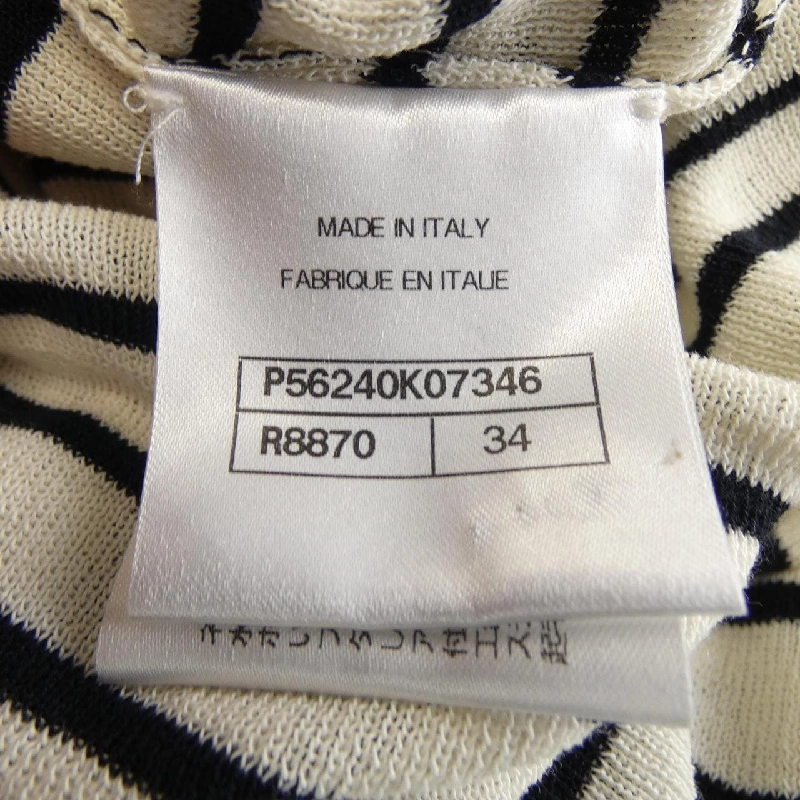 MADE IN ITALY
FABRIQUE EN ITALIE
P56240K07346
R8870 34